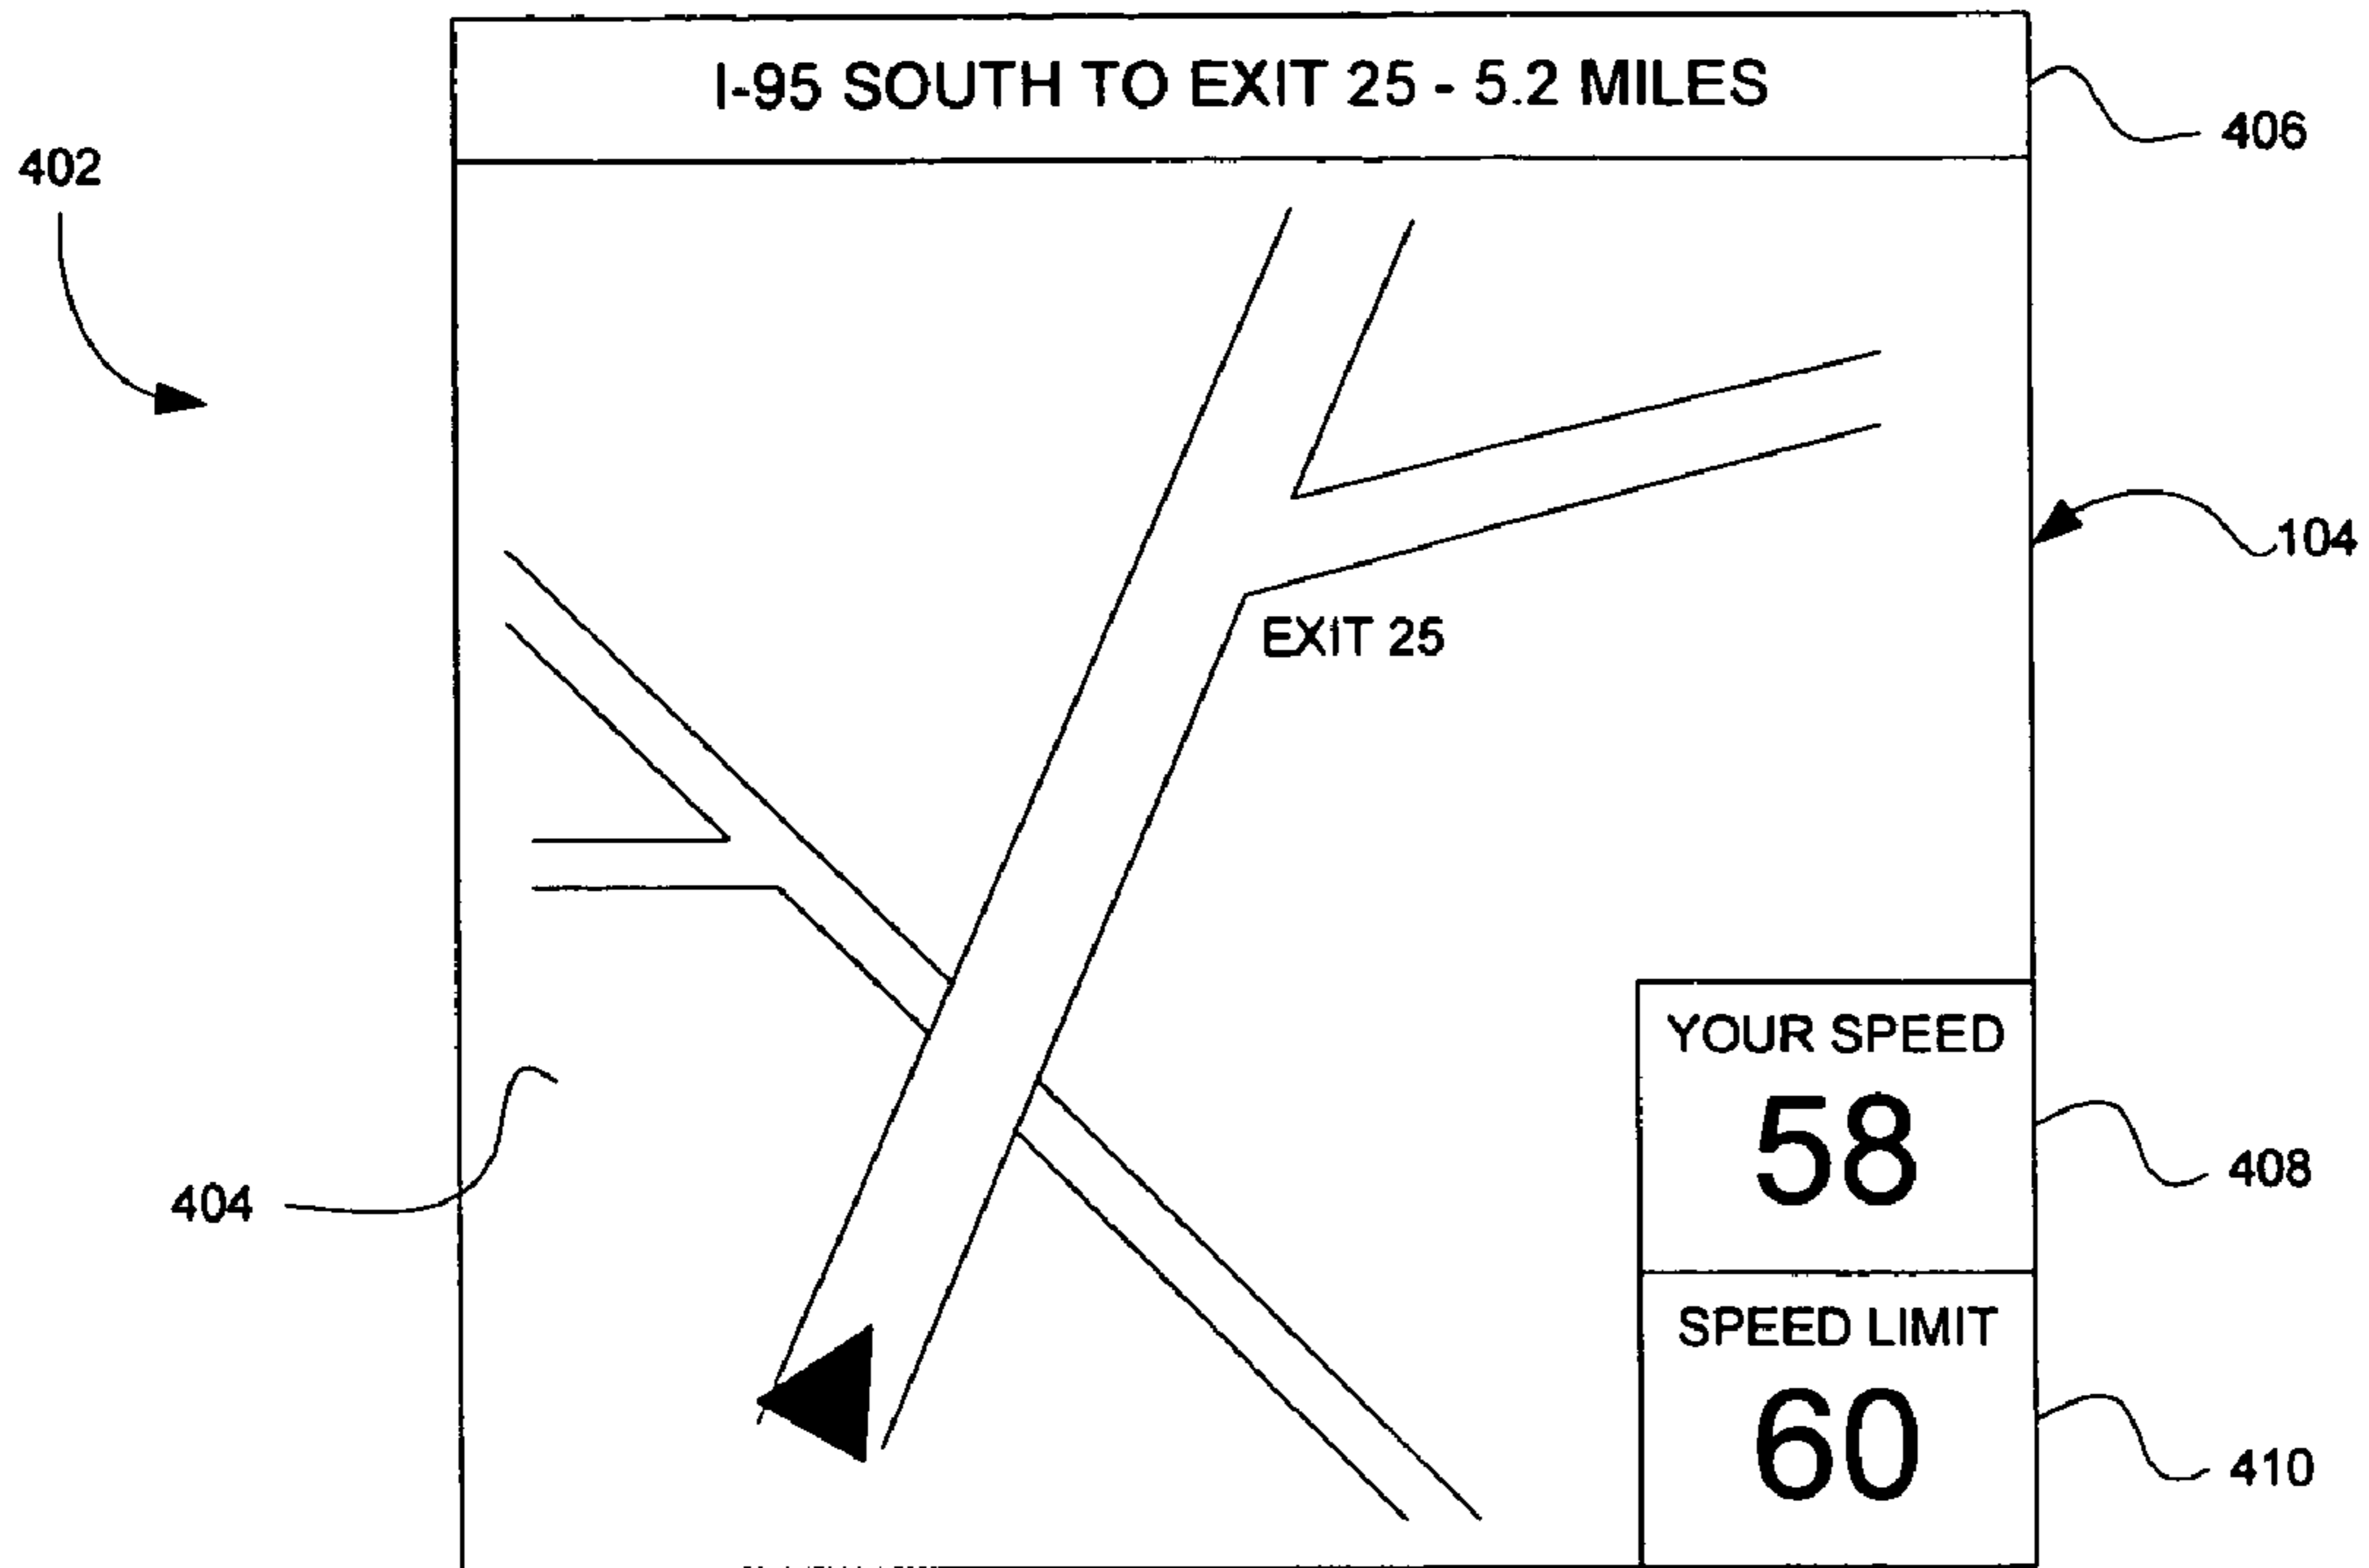 I-95 SOUTH TO EXIT 25 - 5.2 MILES
406
402
104
EXIT 25
YOUR SPEED
58
408
404
SPEED LIMIT
60
410